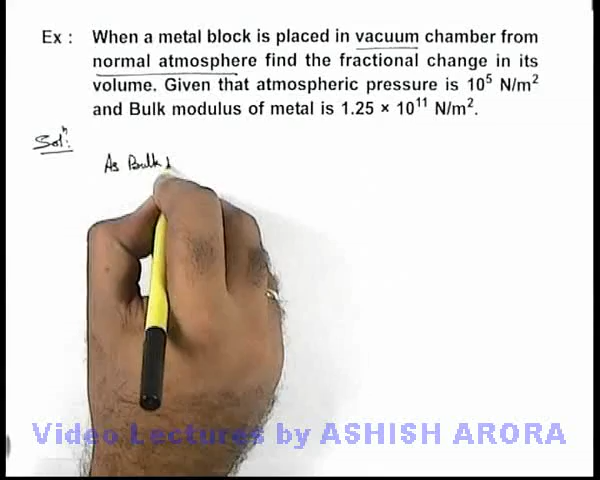 Ex : When a metal block is placed in vacuum chamber from
normal atmosphere find the fractional change in its
volume. Given that atmospheric pressure is 10⁵ N/m²
and Bulk modulus of metal is 1.25 × 10¹¹ N/m².
Solⁿ:
As Bulk
Video Lectures by ASHISH ARORA